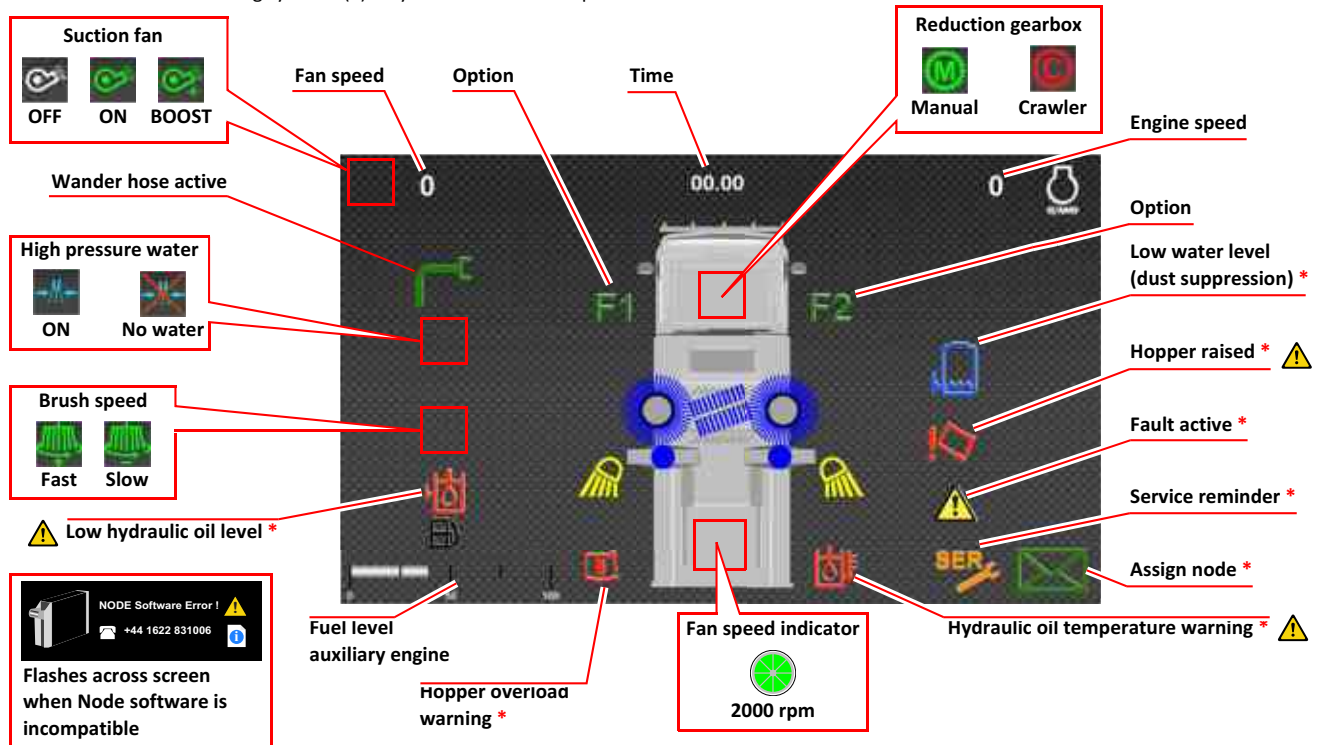 Suction fan
OFF ON BOOST
Fan speed
Option
Time
Reduction gearbox
M
Manual Crawler
Engine speed
Wander hose active
0
00.00
0
Option
High pressure water
ON No water
F1
F2
Low water level
(dust suppression) *
Hopper raised *
Brush speed
Fast Slow
Fault active *
Low hydraulic oil level *
Service reminder *
SER
Assign node *
NODE Software Error !
+44 1622 831006
Flashes across screen
when Node software is
incompatible
0 50 100
Fuel level
auxiliary engine
Hopper overload
warning *
Fan speed indicator
2000 rpm
Hydraulic oil temperature warning *